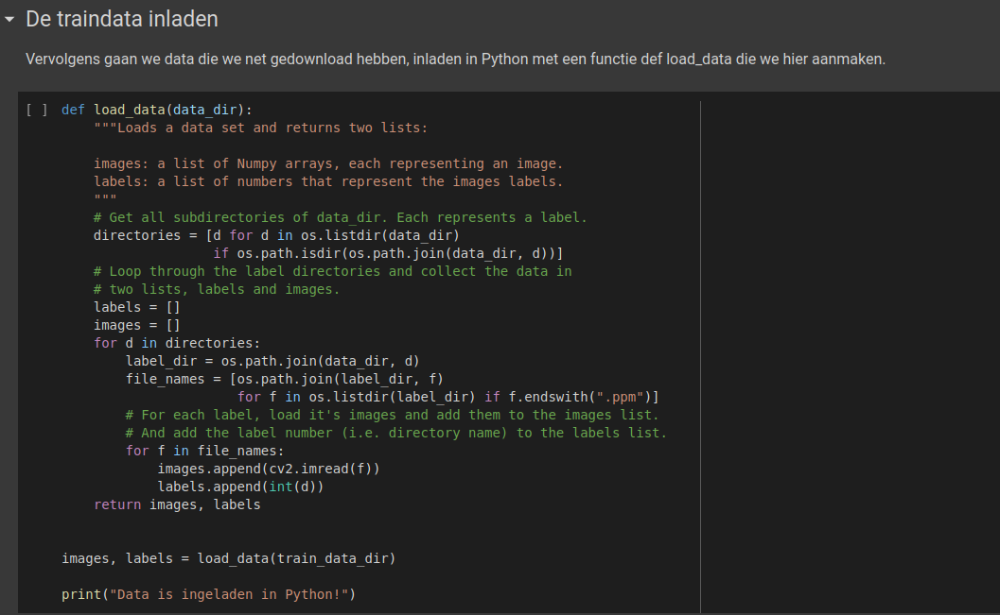 De traindata inladen
Vervolgens gaan we data die we net gedownload hebben, inladen in Python met een functie def load_data die we hier aanmaken.
[ ] def load_data(data_dir):
    """Loads a data set and returns two lists:

    images: a list of Numpy arrays, each representing an image.
    labels: a list of numbers that represent the images labels.
    """
    # Get all subdirectories of data_dir. Each represents a label.
    directories = [d for d in os.listdir(data_dir)
                   if os.path.isdir(os.path.join(data_dir, d))]
    # Loop through the label directories and collect the data in
    # two lists, labels and images.
    labels = []
    images = []
    for d in directories:
        label_dir = os.path.join(data_dir, d)
        file_names = [os.path.join(label_dir, f)
                      for f in os.listdir(label_dir) if f.endswith(".ppm")]
        # For each label, load it's images and add them to the images list.
        # And add the label number (i.e. directory name) to the labels list.
        for f in file_names:
            images.append(cv2.imread(f))
            labels.append(int(d))
    return images, labels

images, labels = load_data(train_data_dir)

print("Data is ingeladen in Python!")